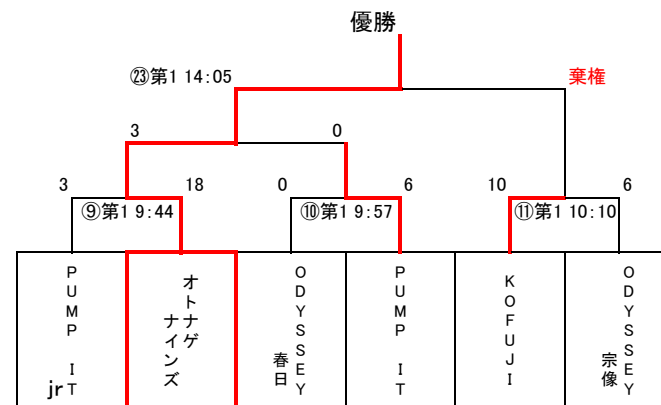 優勝
㉓第1 14:05
棄権
3
0
3
18
0
6
10
6
⑨第1 9:44
⑩第1 9:57
⑪第1 10:10
PUMP IT
jr
オトナゲ
ナインズ
ODYSSEY
春日
PUMP IT
KOFUJI
ODYSSEY
宗像